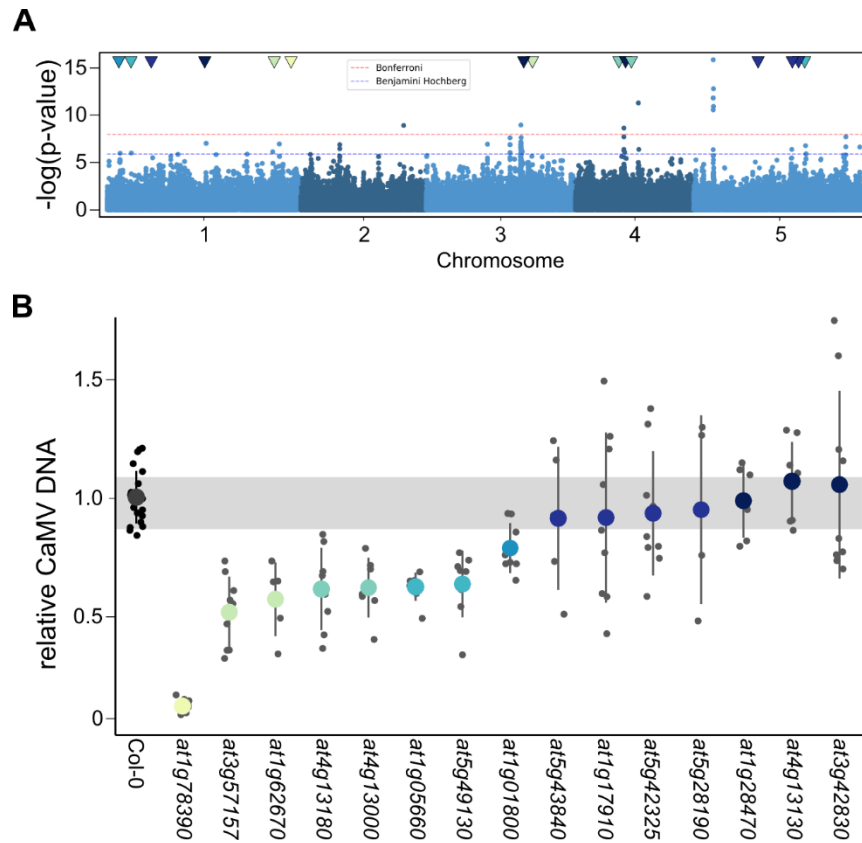 A
-log(p-value)
15
10
5
0
Bonferroni
Benjamini Hochberg
1 2 3 4 5
Chromosome
B
relative CaMV DNA
1.5
1.0
0.5
0
Col-0
at1g78390
at3g57157
at1g62670
at4g13180
at4g13000
at1g05660
at5g49130
at1g01800
at5g43840
at1g17910
at5g42325
at5g28190
at1g28470
at4g13130
at3g42830